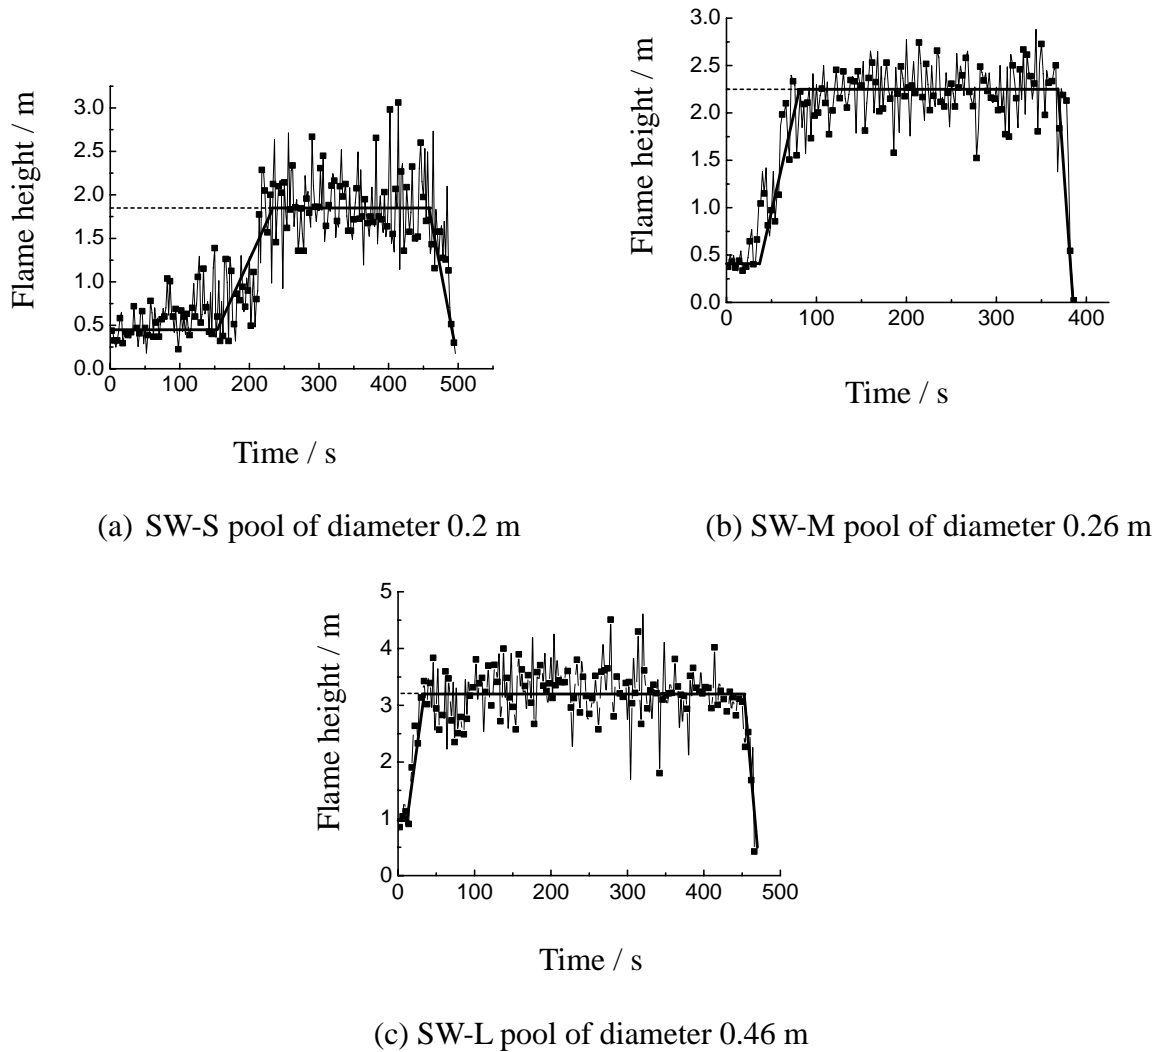 Flame height / m
3.0
2.5
2.0
1.5
1.0
0.5
0.0
0 100 200 300 400 500
Time / s
(a) SW-S pool of diameter 0.2 m
Flame height / m
3.0
2.5
2.0
1.5
1.0
0.5
0.0
0 100 200 300 400
Time / s
(b) SW-M pool of diameter 0.26 m
Flame height / m
5
4
3
2
1
0
0 100 200 300 400 500
Time / s
(c) SW-L pool of diameter 0.46 m